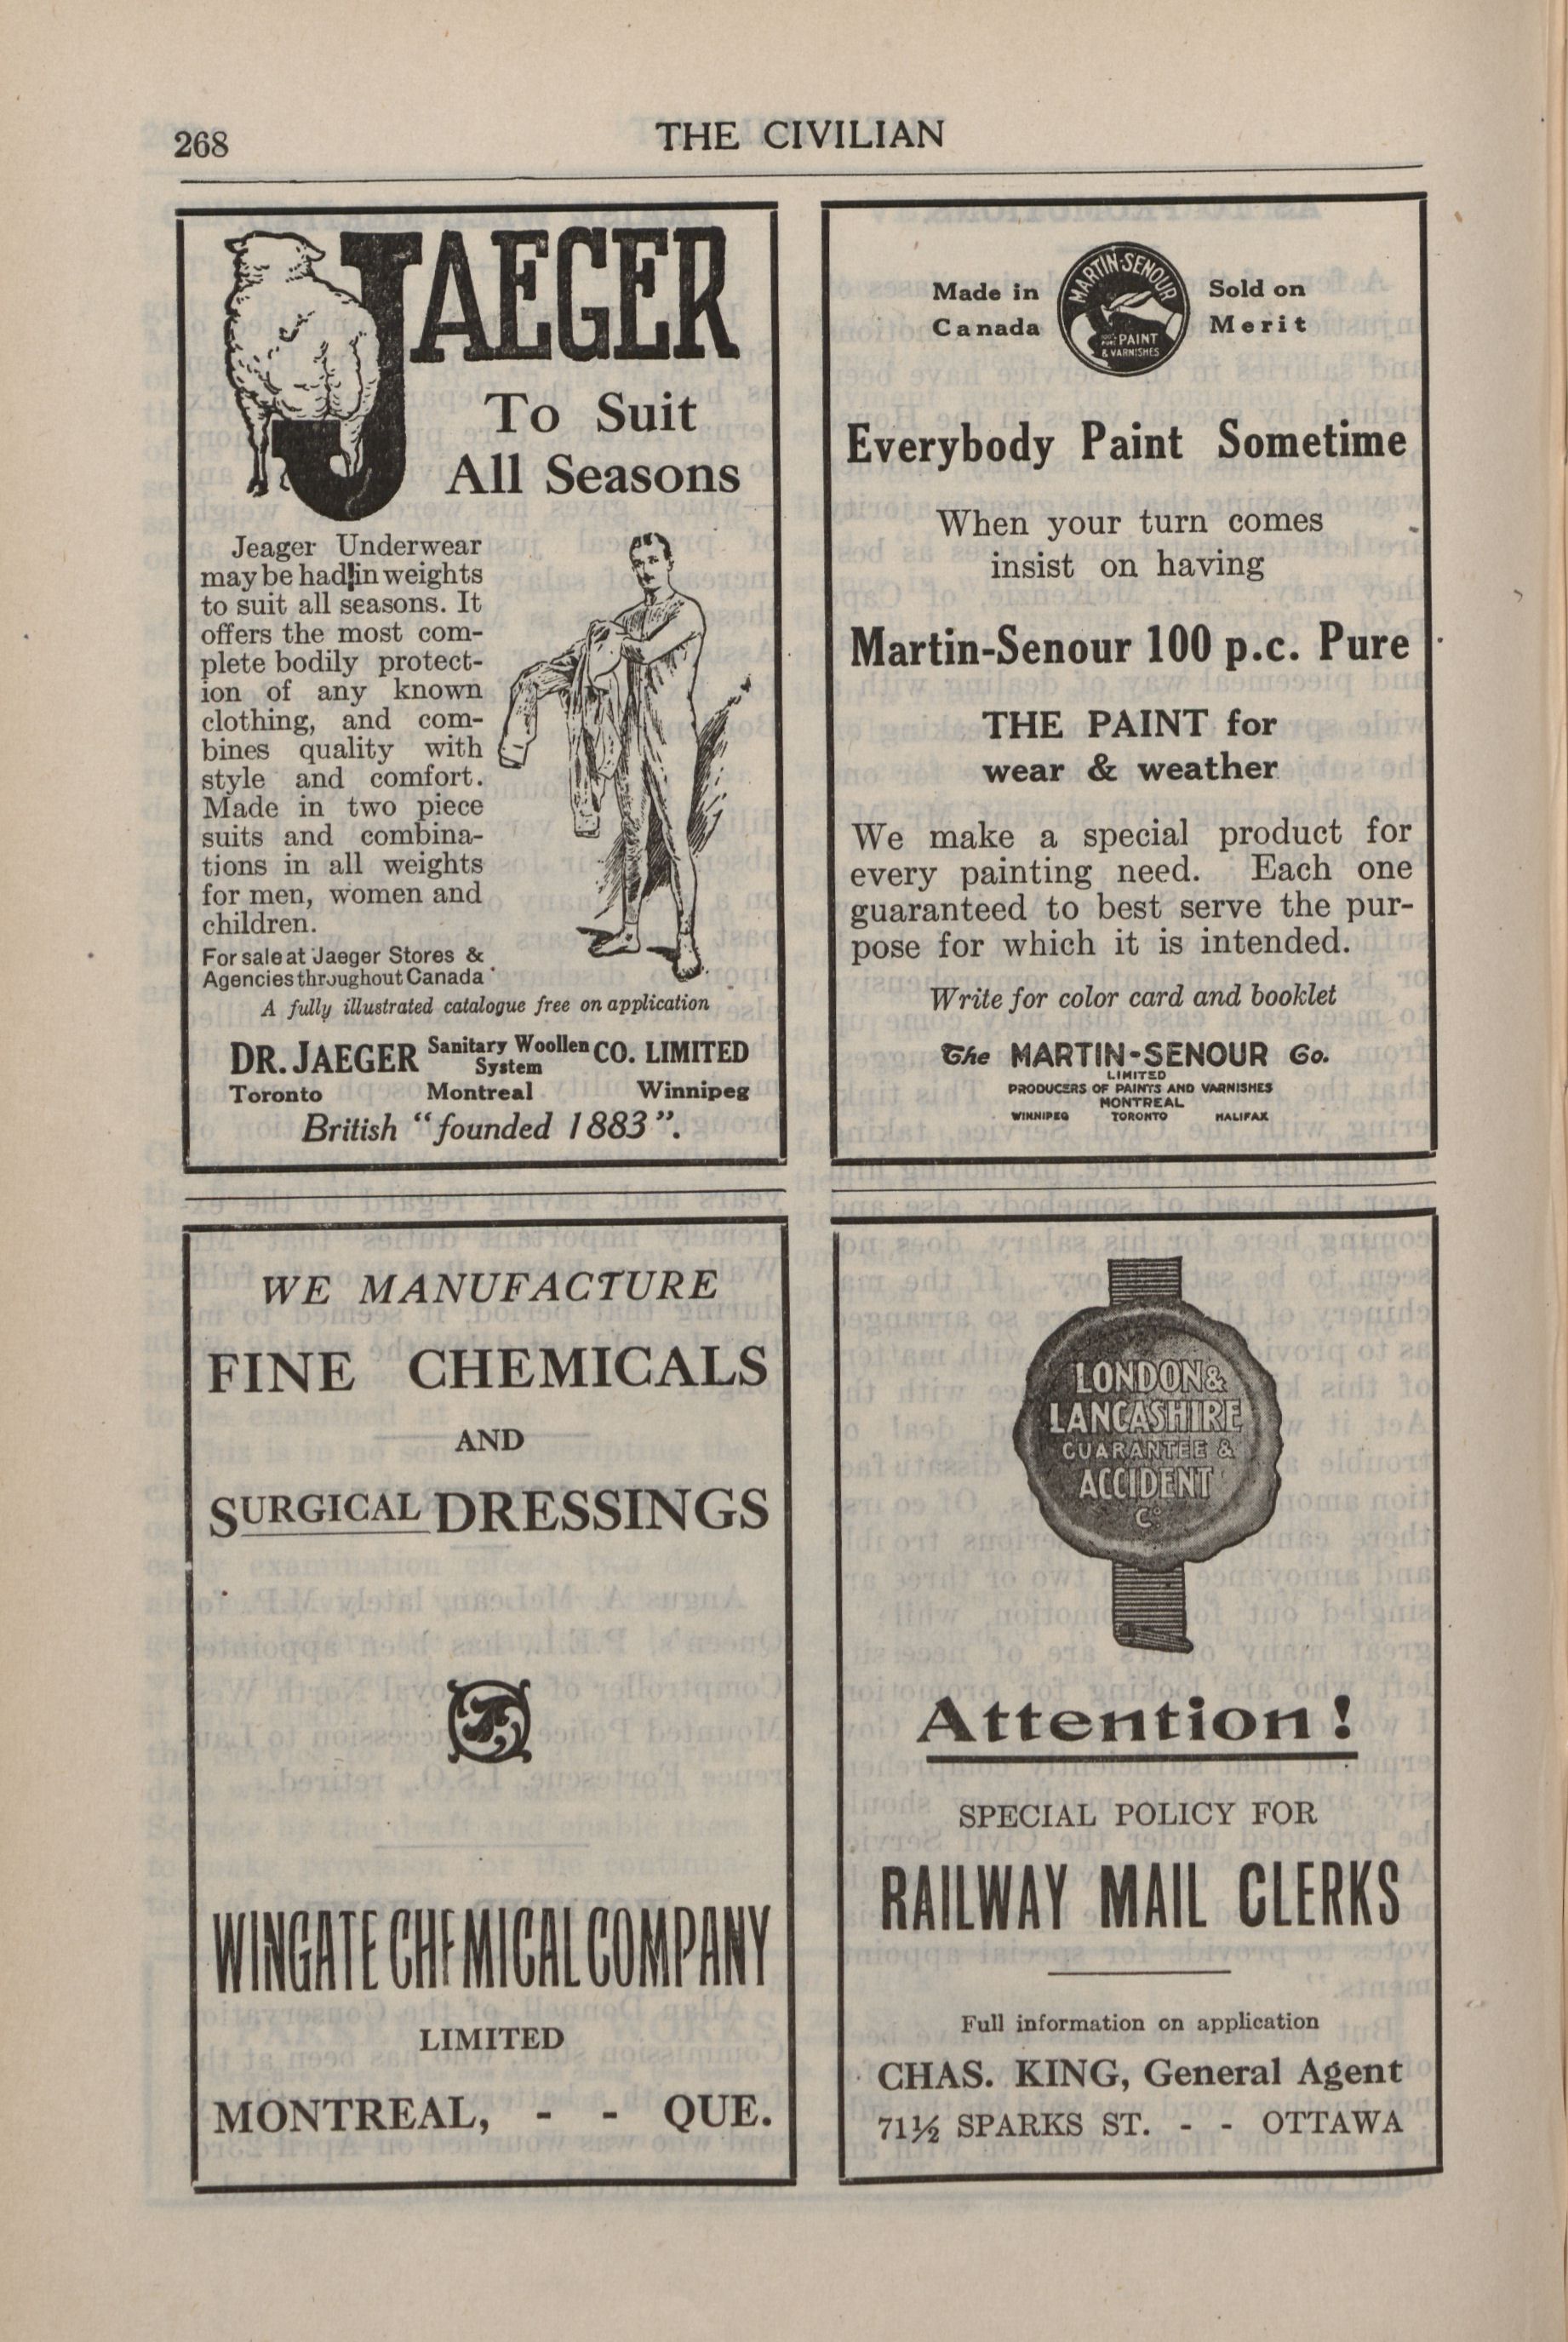 268
THE CIVILIAN
JAEGER
To Suit
All Seasons
Jeager Underwear
may be had in weights
to suit all seasons. It
offers the most com-
plete bodily protect-
ion of any known
clothing, and com-
bines quality with
style and comfort.
Made in two piece
suits and combina-
tions in all weights
for men, women and
children.
For sale at Jaeger Stores &
Agencies throughout Canada
A fully illustrated catalogue free on application
DR. JAEGER Sanitary Woollen System CO. LIMITED
Toronto Montreal Winnipeg
British "founded 1883".
Made in
Canada
MARTIN-SENOUR
PAINT
& VARNISHES
Sold on
Merit
Everybody Paint Sometime
When your turn comes
insist on having
Martin-Senour 100 p.c. Pure
THE PAINT for
wear & weather
We make a special product for
every painting need. Each one
guaranteed to best serve the pur-
pose for which it is intended.
Write for color card and booklet
The MARTIN-SENOUR Co.
LIMITED
PRODUCERS OF PAINTS AND VARNISHES
MONTREAL
WINNIPEG TORONTO HALIFAX
WE MANUFACTURE
FINE CHEMICALS
AND
SURGICAL DRESSINGS
WINGATE CHEMICAL COMPANY
LIMITED
MONTREAL, - - QUE.
LONDON &
LANCASHIRE
GUARANTEE &
ACCIDENT
Co
Attention!
SPECIAL POLICY FOR
RAILWAY MAIL CLERKS
Full information on application
CHAS. KING, General Agent
71½ SPARKS ST. - - OTTAWA